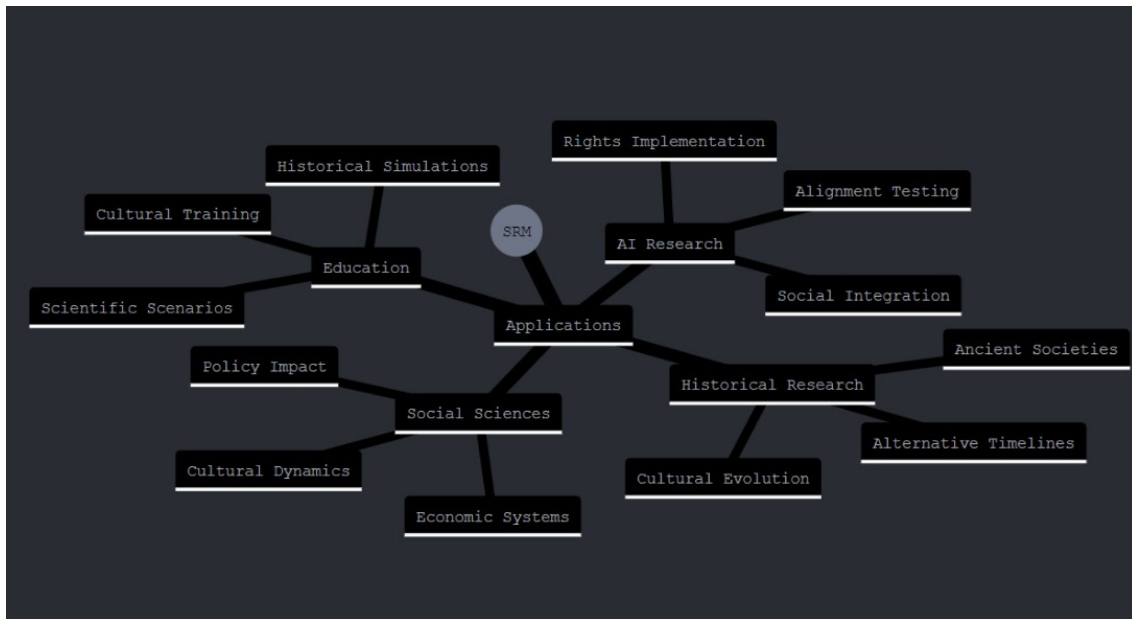 Rights Implementation
Historical Simulations
Alignment Testing
Cultural Training
SRM
AI Research
Education
Social Integration
Scientific Scenarios
Applications
Ancient Societies
Policy Impact
Historical Research
Social Sciences
Alternative Timelines
Cultural Dynamics
Cultural Evolution
Economic Systems